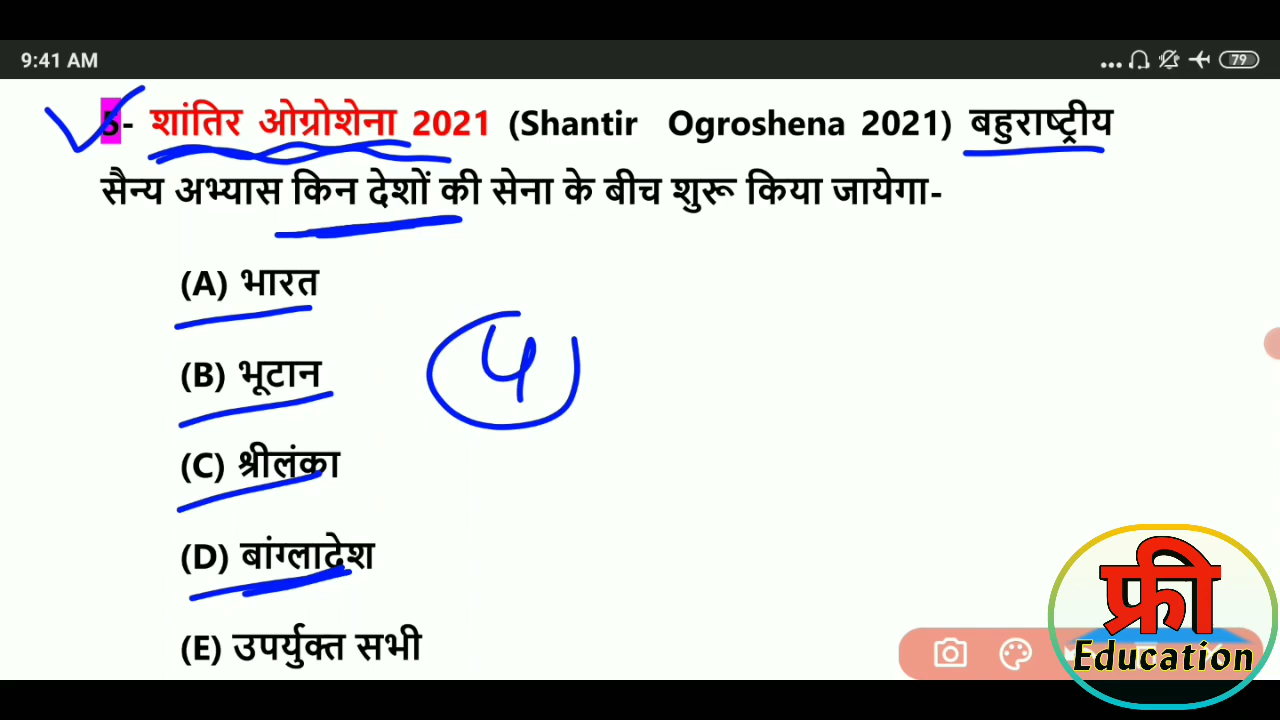 9:41 AM
79
5- शांतिर ओग्रोशेना 2021 (Shantir Ogroshena 2021) बहुराष्ट्रीय
सैन्य अभ्यास किन देशों की सेना के बीच शुरू किया जायेगा-
(A) भारत
(B) भूटान
4
(C) श्रीलंका
(D) बांग्लादेश
(E) उपर्युक्त सभी
फ्री
Education